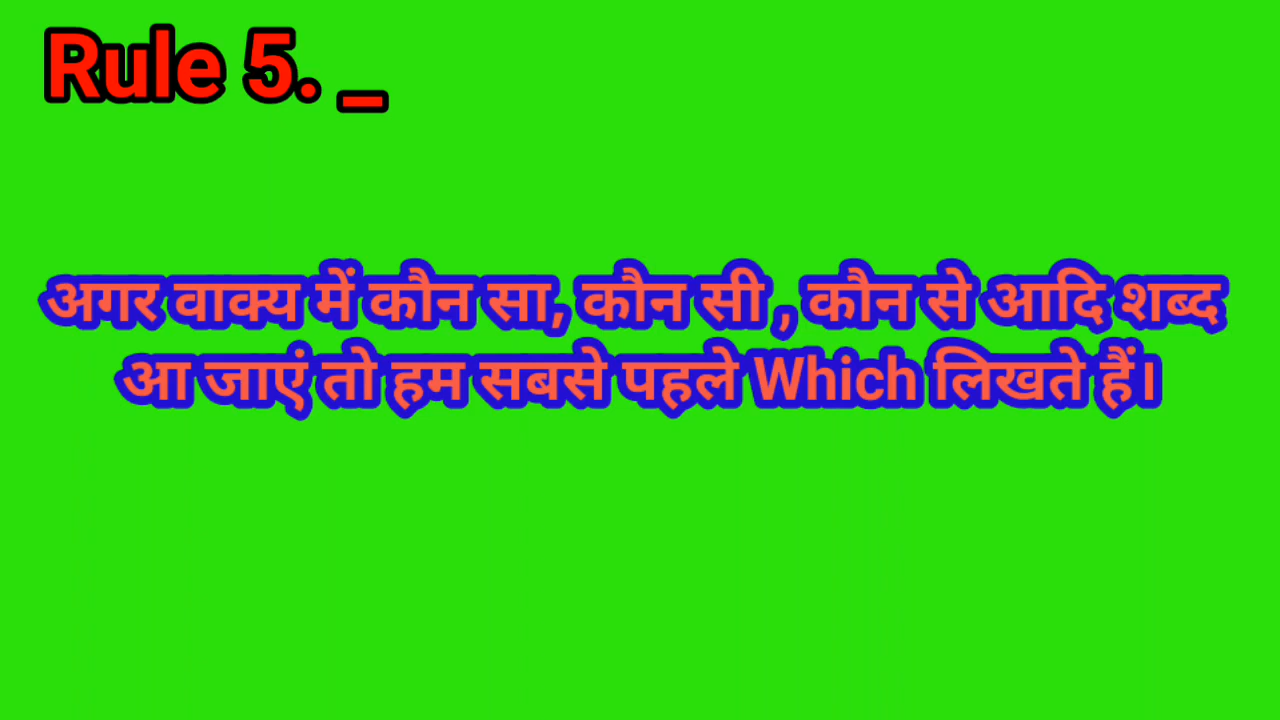 Rule 5. _
अगर वाक्य में कौन सा, कौन सी , कौन से आदि शब्द
आ जाएं तो हम सबसे पहले Which लिखते हैं।